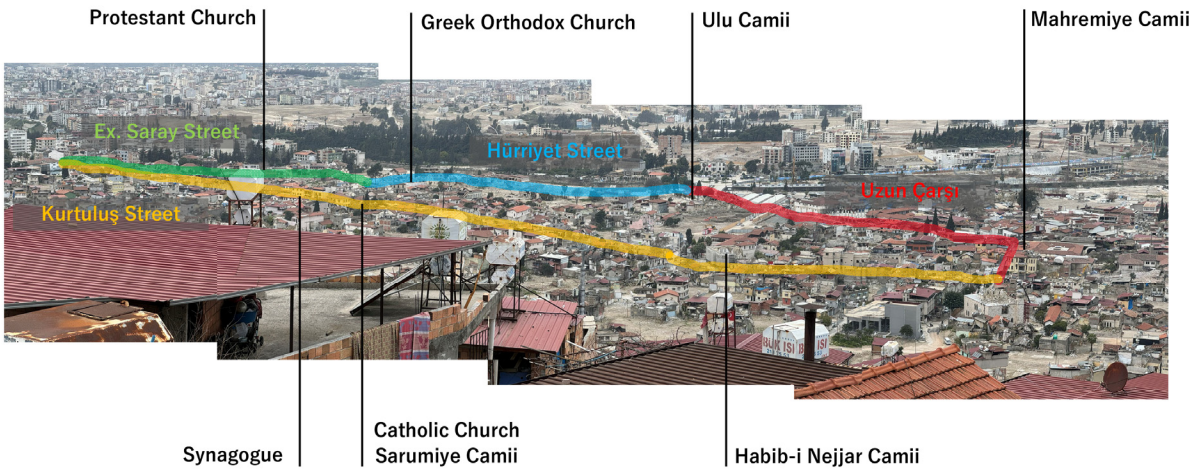 Protestant Church
Greek Orthodox Church
Ulu Camii
Mahremiye Camii
Ex. Saray Street
Hürriyet Street
Uzun Çarşı
Kurtuluş Street
BUK ISI
ISI
Synagogue
Catholic Church
Sarumiye Camii
Habib-i Nejjar Camii